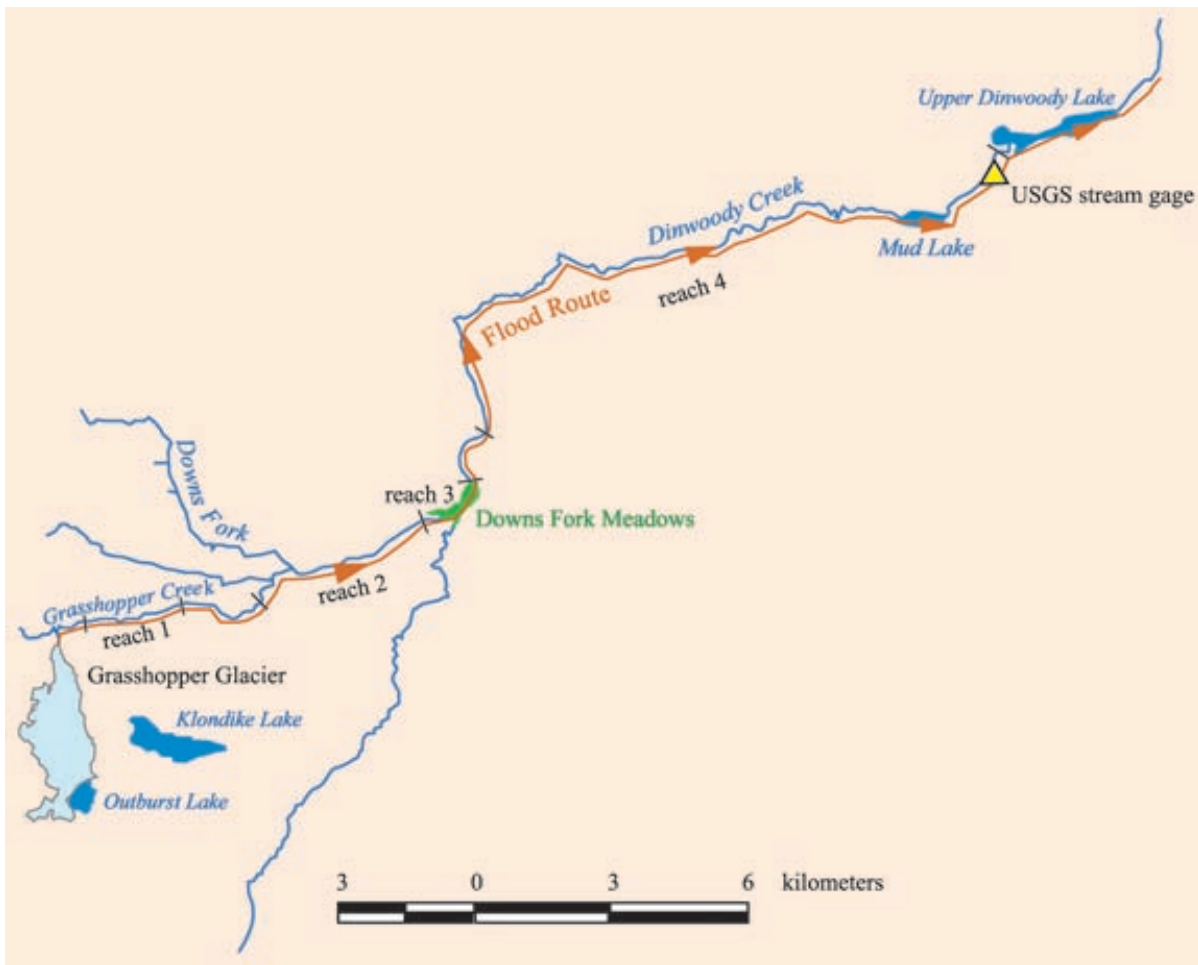 Upper Dinwoody Lake
USGS stream gage
Dinwoody Creek
Mud Lake
reach 4
Flood Route
Downs Fork
reach 3
Downs Fork Meadows
Grasshopper Creek
reach 2
reach 1
Grasshopper Glacier
Klondike Lake
Outburst Lake
3 0 3 6 kilometers